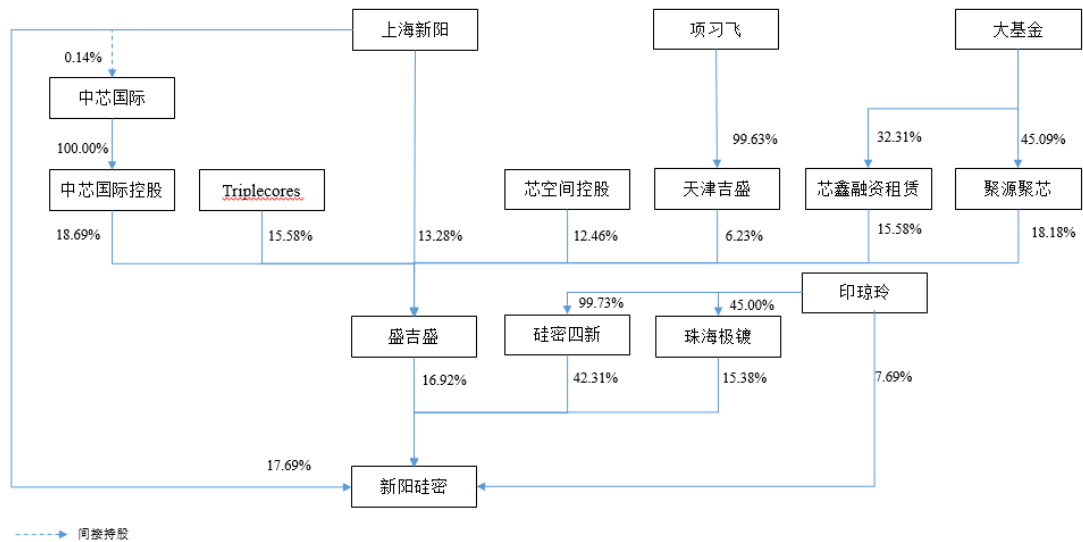 上海新阳
项习飞
大基金
0.14%
中芯国际
100.00%
99.63%
32.31%
45.09%
中芯国际控股
Triplecores
芯空间控股
天津吉盛
芯鑫融资租赁
聚源聚芯
18.69%
15.58%
13.28%
12.46%
6.23%
15.58%
18.18%
印琼玲
99.73%
45.00%
盛吉盛
硅密四新
珠海极镀
16.92%
42.31%
15.38%
7.69%
17.69%
新阳硅密
间接持股